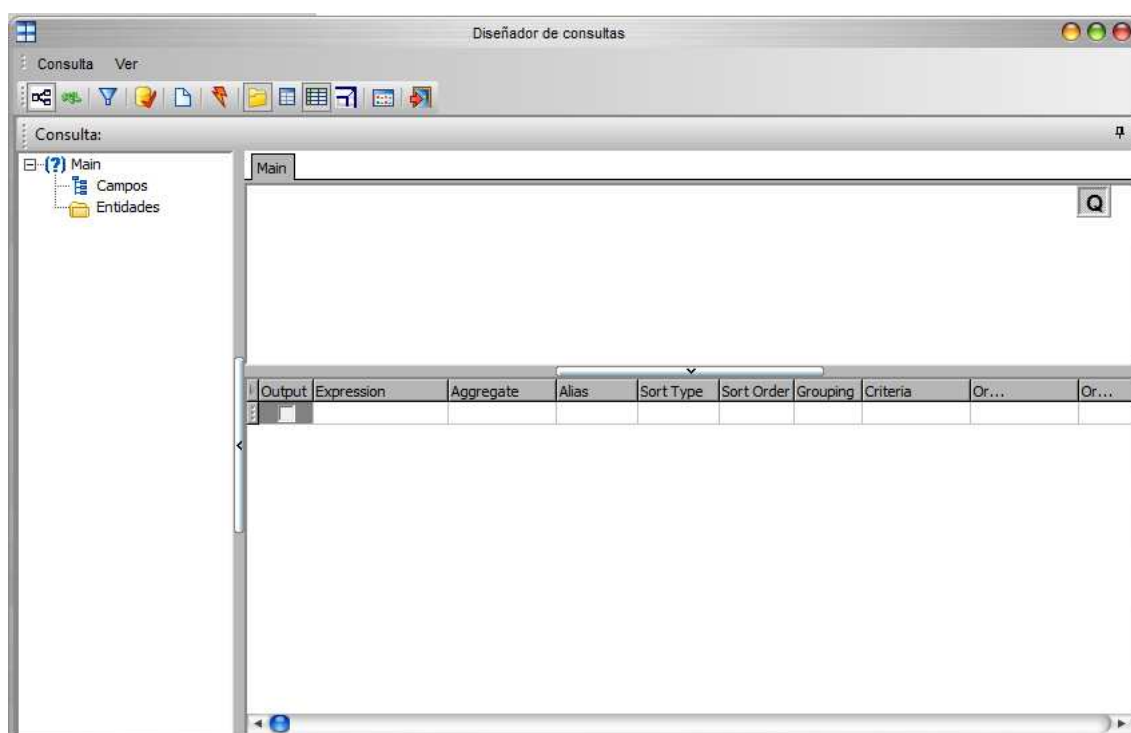 Diseñador de consultas
Consulta Ver
Consulta:
(?) Main
Campos
Entidades
Main
Q
Output Expression Aggregate Alias Sort Type Sort Order Grouping Criteria Or... Or...